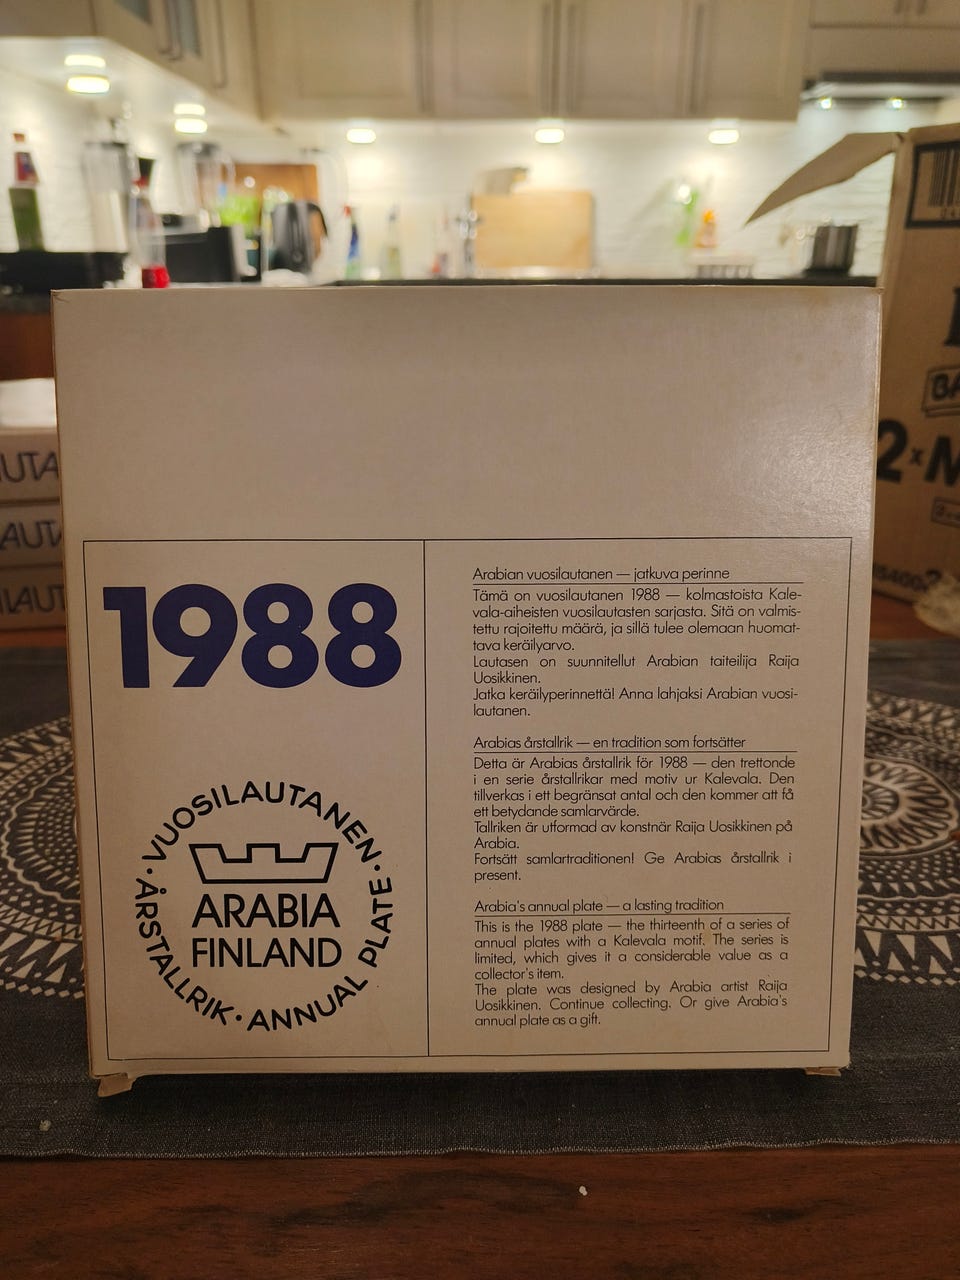 1988
· VUOSILAUTANEN · ÅRSTALLRIK · ANNUAL PLATE
ARABIA
FINLAND
Arabian vuosilautanen — jatkuva perinne
Tämä on vuosilautanen 1988 — kolmastoista Kale-
vala-aiheisten vuosilautasten sarjasta. Sitä on valmis-
tettu rajoitettu määrä, ja sillä tulee olemaan huomat-
tava keräilyarvo.
Lautasen on suunnitellut Arabian taiteilija Raija
Uosikkinen.
Jatka keräilyperinnettä! Anna lahjaksi Arabian vuosi-
lautanen.
Arabias årstallrik — en tradition som fortsätter
Detta är Arabias årstallrik för 1988 — den trettonde
i en serie årstallrikar med motiv ur Kalevala. Den
tillverkas i ett begränsat antal och den kommer att få
ett betydande samlarvärde.
Tallriken är utformad av konstnär Raija Uosikkinen på
Arabia.
Fortsätt samlartraditionen! Ge Arabias årstallrik i
present.
Arabia's annual plate — a lasting tradition
This is the 1988 plate — the thirteenth of a series of
annual plates with a Kalevala motif. The series is
limited, which gives it a considerable value as a
collector's item.
The plate was designed by Arabia artist Raija
Uosikkinen. Continue collecting. Or give Arabia's
annual plate as a gift.